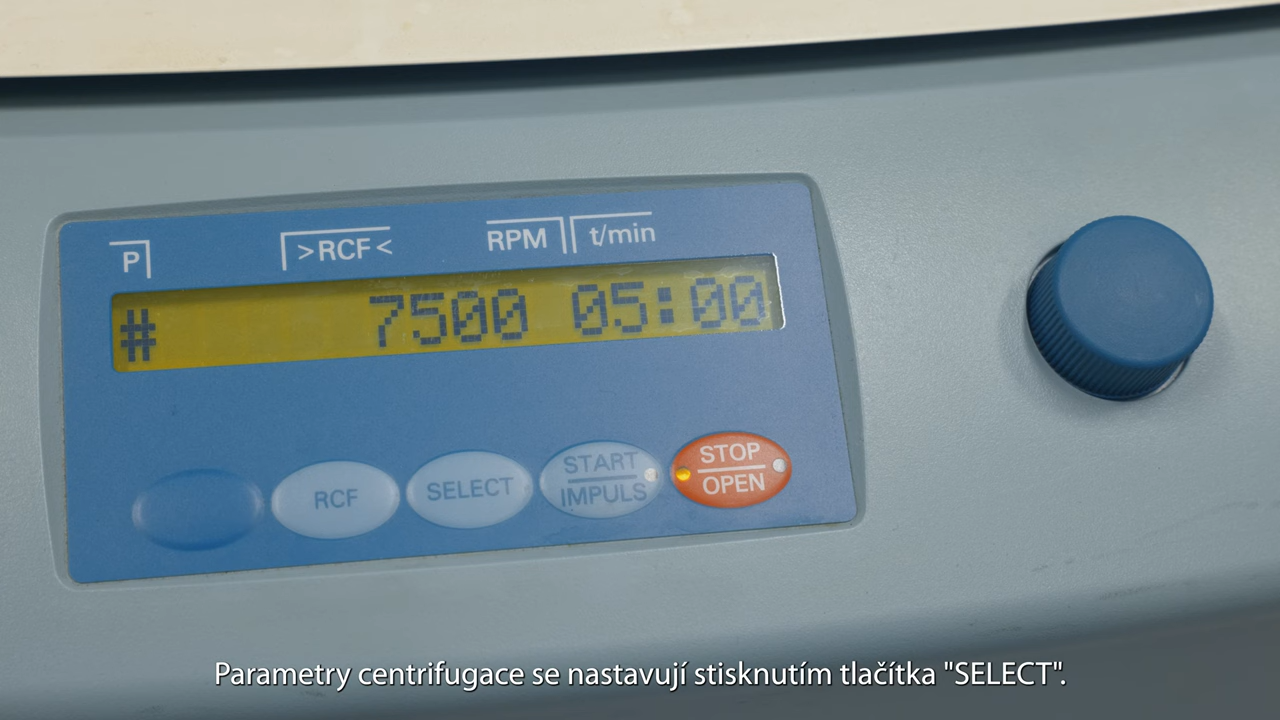 P >RCF< RPM t/min
# 7500 05:00
RCF SELECT START IMPULS STOP OPEN
Parametry centrifugace se nastavují stisknutím tlačítka "SELECT".